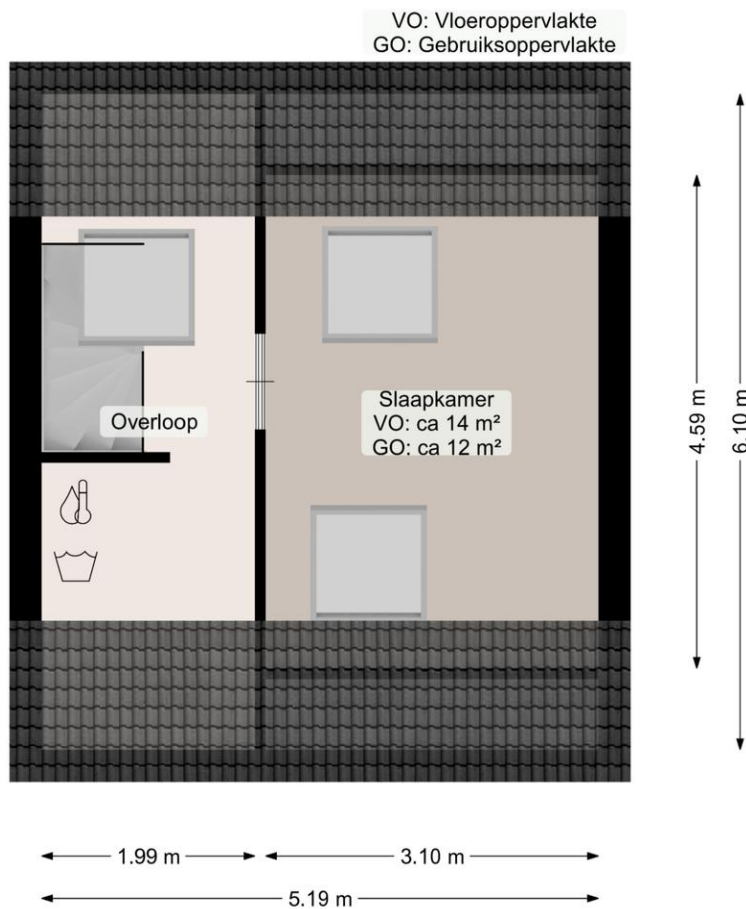 VO: Vloeroppervlakte
GO: Gebruiksoppervlakte
Slaapkamer
VO: ca 14 m²
GO: ca 12 m²
Overloop
4.59 m
6.10 m
1.99 m
3.10 m
5.19 m